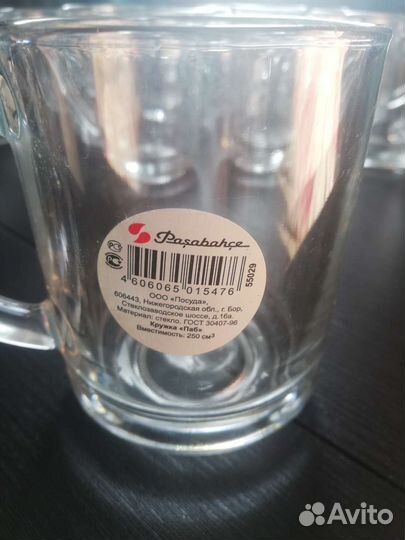 Paşabahçe
РСТ
4 606065 015476
55029
ООО «Посуда»,
606443, Нижегородская обл., г. Бор,
Стеклозаводское шоссе, д.16а.
Материал: стекло. ГОСТ 30407-96
Кружка «Паб»
Вместимость: 250 см³
Avito